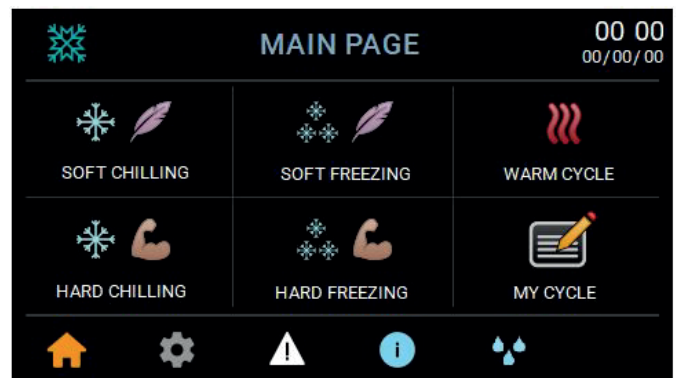 MAIN PAGE
00 00
00/00/00
SOFT CHILLING
SOFT FREEZING
WARM CYCLE
HARD CHILLING
HARD FREEZING
MY CYCLE